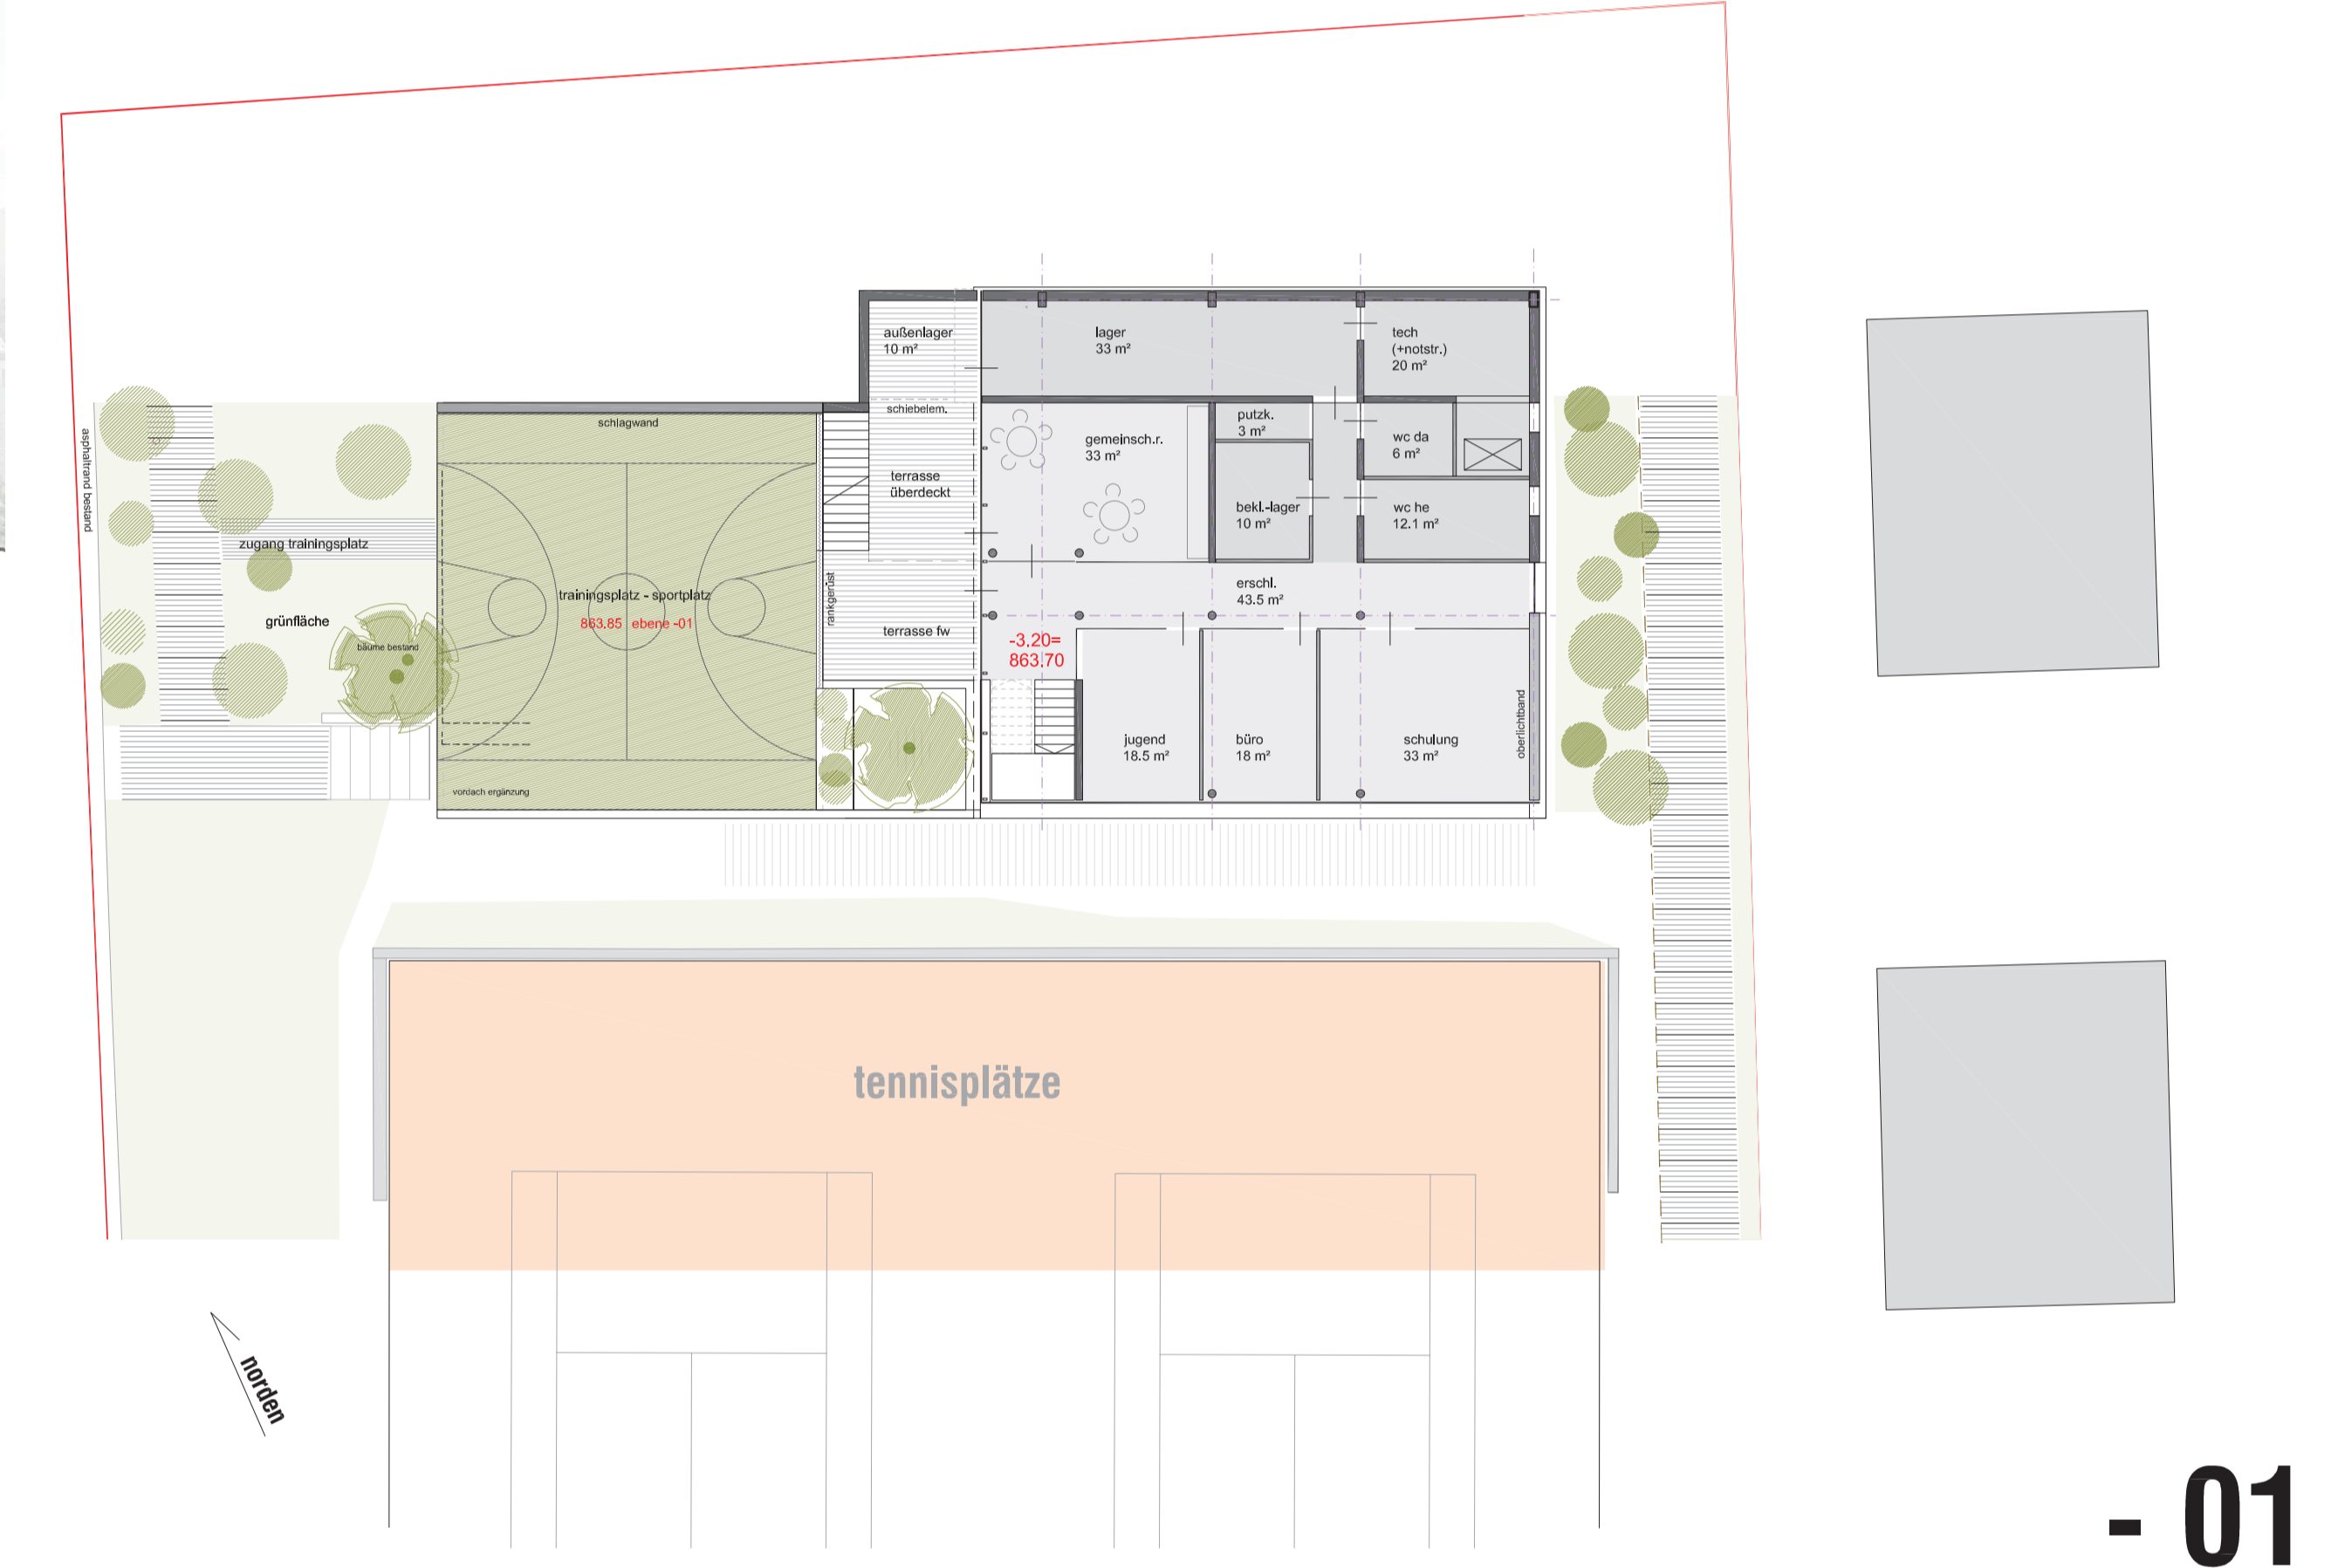 außenlager
10 m²
lager
33 m²
tech
(+notstr.)
20 m²
schiebelem.
schlagwand
putzk.
3 m²
gemeinsch.r.
33 m²
wc da
6 m²
asphaltrand bestand
terrasse
überdeckt
bekl.-lager
10 m²
wc he
12.1 m²
zugang trainingsplatz
erschl.
43.5 m²
rankgerüst
trainingsplatz - sportplatz
863.85 ebene -01
grünfläche
terrasse fw
bäume bestand
-3.20=
863.70
oberlichtband
jugend
18.5 m²
büro
18 m²
schulung
33 m²
vordach ergänzung
tennisplätze
norden
- 01